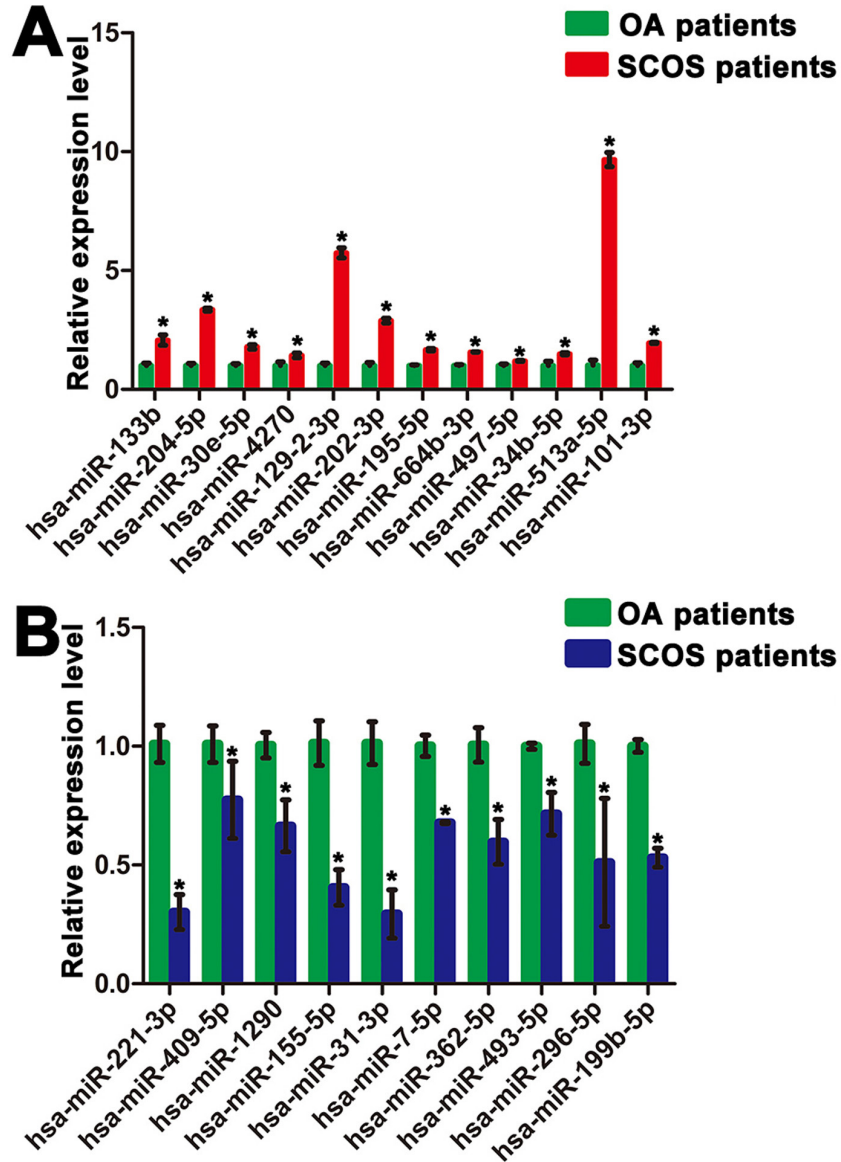 A
OA patients
SCOS patients
Relative expression level
15
10
5
0
* * * * * * * * * * * *
hsa-miR-133b
hsa-miR-204-5p
hsa-miR-30e-5p
hsa-miR-4270
hsa-miR-129-2-3p
hsa-miR-202-3p
hsa-miR-195-5p
hsa-miR-664b-3p
hsa-miR-497-5p
hsa-miR-34b-5p
hsa-miR-513a-5p
hsa-miR-101-3p
B
OA patients
SCOS patients
Relative expression level
1.5
1.0
0.5
0.0
* * * * * * * * * *
hsa-miR-221-3p
hsa-miR-409-5p
hsa-miR-1290
hsa-miR-155-5p
hsa-miR-31-3p
hsa-miR-7-5p
hsa-miR-362-5p
hsa-miR-493-5p
hsa-miR-296-5p
hsa-miR-199b-5p